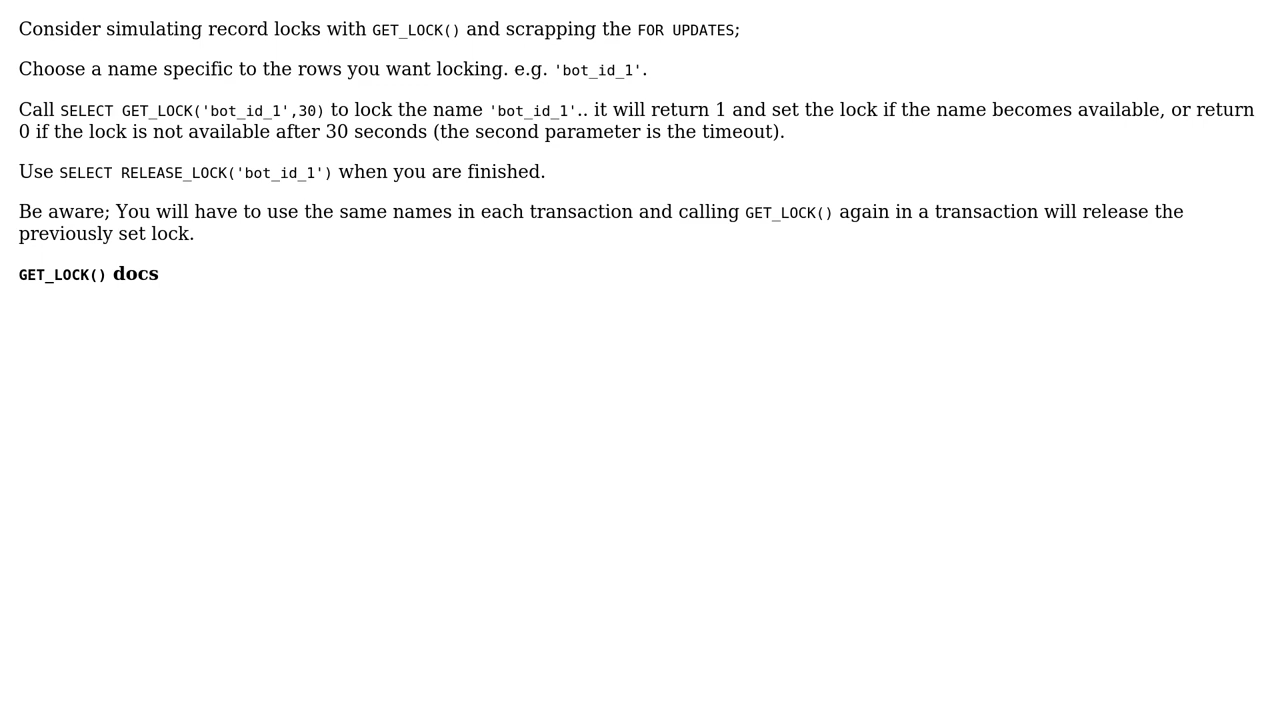 Consider simulating record locks with GET_LOCK() and scrapping the FOR UPDATES;
Choose a name specific to the rows you want locking. e.g. 'bot_id_1'.
Call SELECT GET_LOCK('bot_id_1',30) to lock the name 'bot_id_1'.. it will return 1 and set the lock if the name becomes available, or return
0 if the lock is not available after 30 seconds (the second parameter is the timeout).
Use SELECT RELEASE_LOCK('bot_id_1') when you are finished.
Be aware; You will have to use the same names in each transaction and calling GET_LOCK() again in a transaction will release the
previously set lock.
GET_LOCK() docs